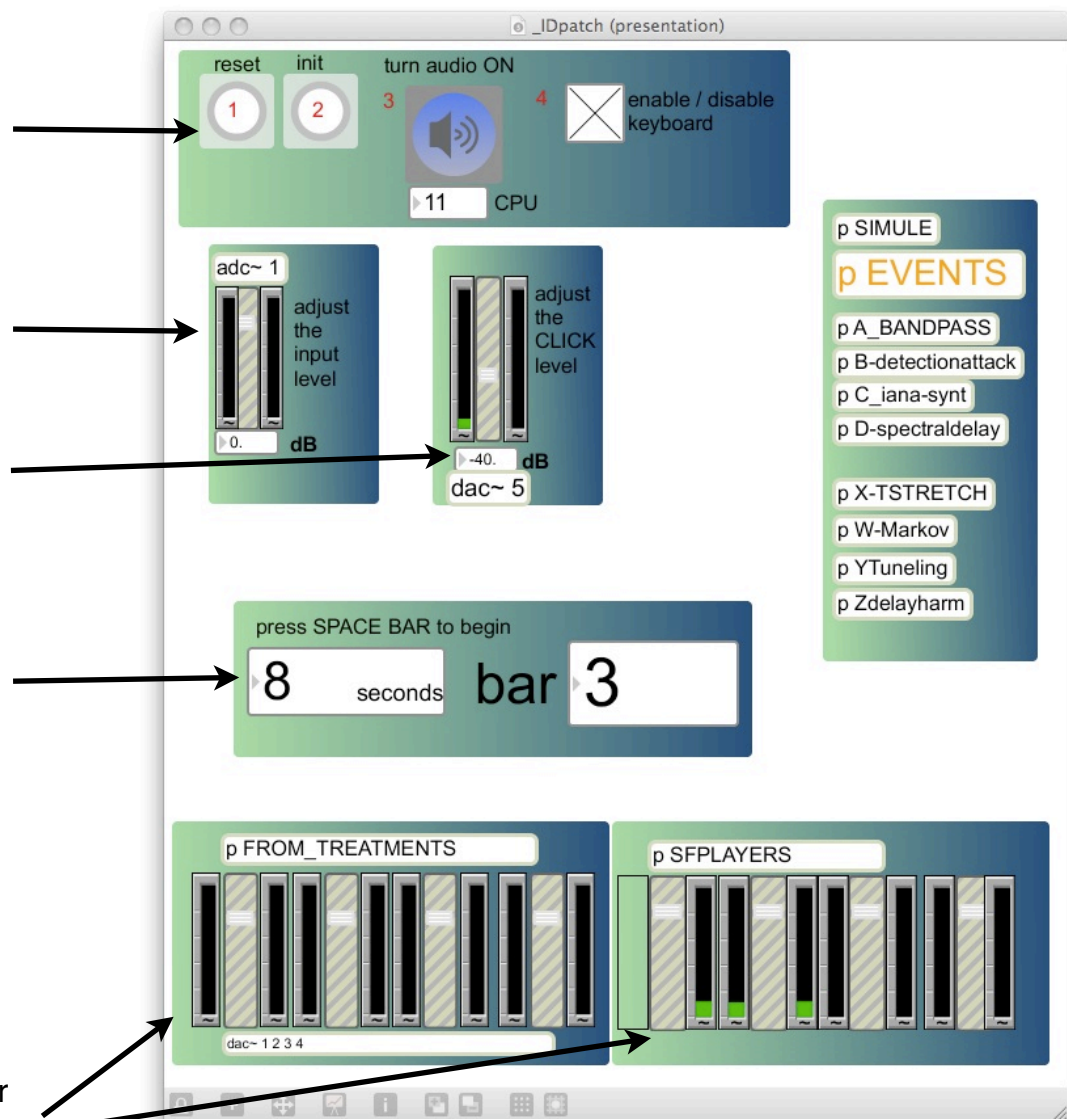 _IDpatch (presentation)
reset
init
turn audio ON
1
2
3
4
enable / disable
keyboard
11
CPU
adc~ 1
adjust
the
input
level
0.
dB
adjust
the
CLICK
level
-40.
dB
dac~ 5
p SIMULE
p EVENTS
p A_BANDPASS
p B-detectionattack
p C_iana-synt
p D-spectraldelay
p X-TSTRETCH
p W-Markov
p YTuneling
p Zdelayharm
press SPACE BAR to begin
8
seconds
bar
3
p FROM_TREATMENTS
dac~ 1 2 3 4
p SFPLAYERS